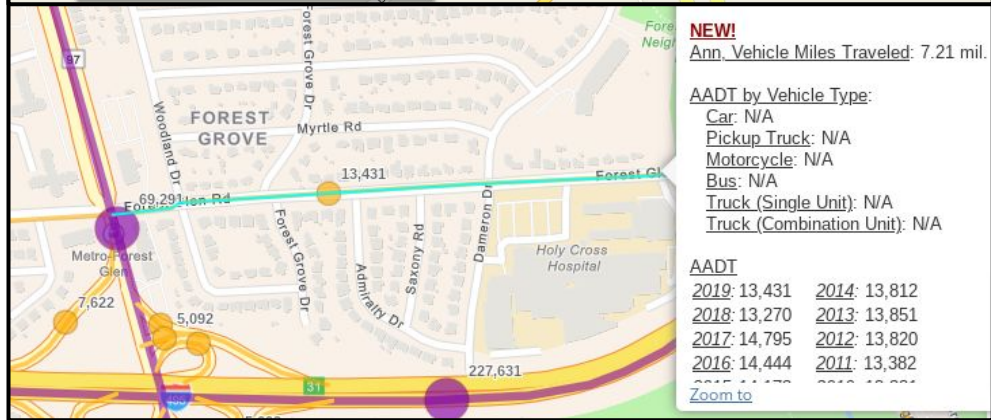 97
Woodland Dr
FOREST
GROVE
Forest Grove Dr
Myrtle Rd
13,431
69,291
Forest Gl
Forest Grove Dr
Admiralty Dr
Saxony Rd
Dameron Dr
Holy Cross
Hospital
Metro-Forest
Glen
7,622
5,092
227,631
31
495
NEW!
Ann, Vehicle Miles Traveled: 7.21 mil.
AADT by Vehicle Type:
Car: N/A
Pickup Truck: N/A
Motorcycle: N/A
Bus: N/A
Truck (Single Unit): N/A
Truck (Combination Unit): N/A
AADT
2019: 13,431 2014: 13,812
2018: 13,270 2013: 13,851
2017: 14,795 2012: 13,820
2016: 14,444 2011: 13,382
Zoom to